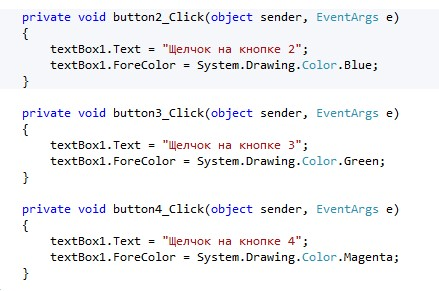 private void button2_Click(object sender, EventArgs e)
{
    textBox1.Text = "Щелчок на кнопке 2";
    textBox1.ForeColor = System.Drawing.Color.Blue;
}
private void button3_Click(object sender, EventArgs e)
{
    textBox1.Text = "Щелчок на кнопке 3";
    textBox1.ForeColor = System.Drawing.Color.Green;
}
private void button4_Click(object sender, EventArgs e)
{
    textBox1.Text = "Щелчок на кнопке 4";
    textBox1.ForeColor = System.Drawing.Color.Magenta;
}